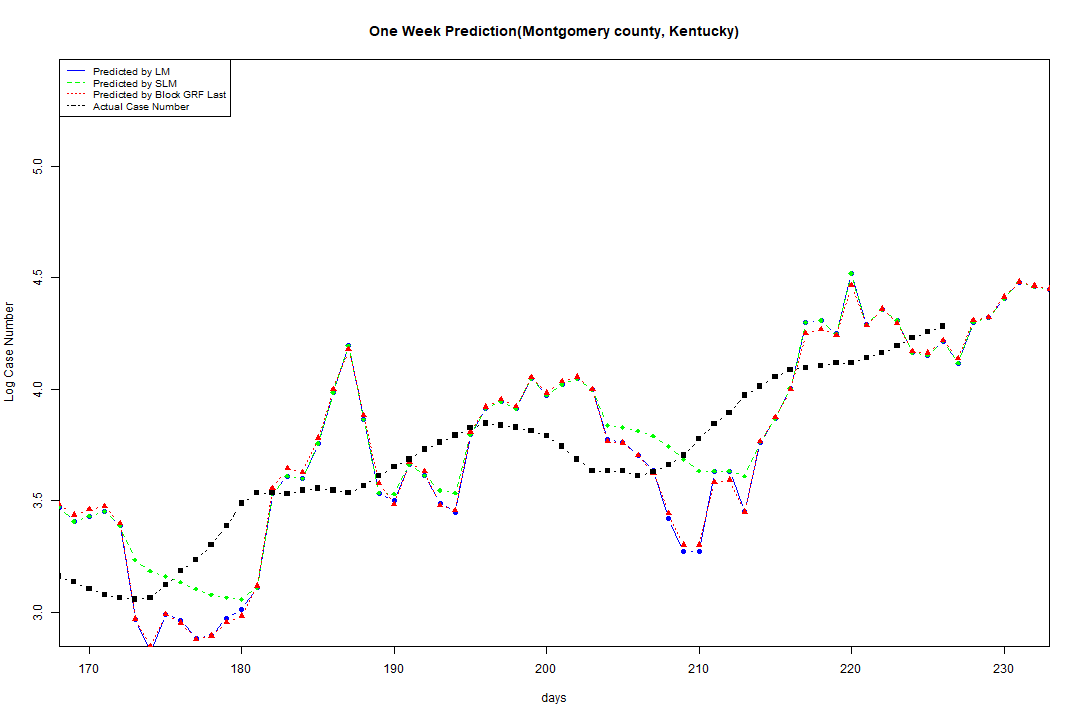 One Week Prediction(Montgomery county, Kentucky)
Predicted by LM
Predicted by SLM
Predicted by Block GRF Last
Actual Case Number
Log Case Number
5.0
4.5
4.0
3.5
3.0
170 180 190 200 210 220 230
days